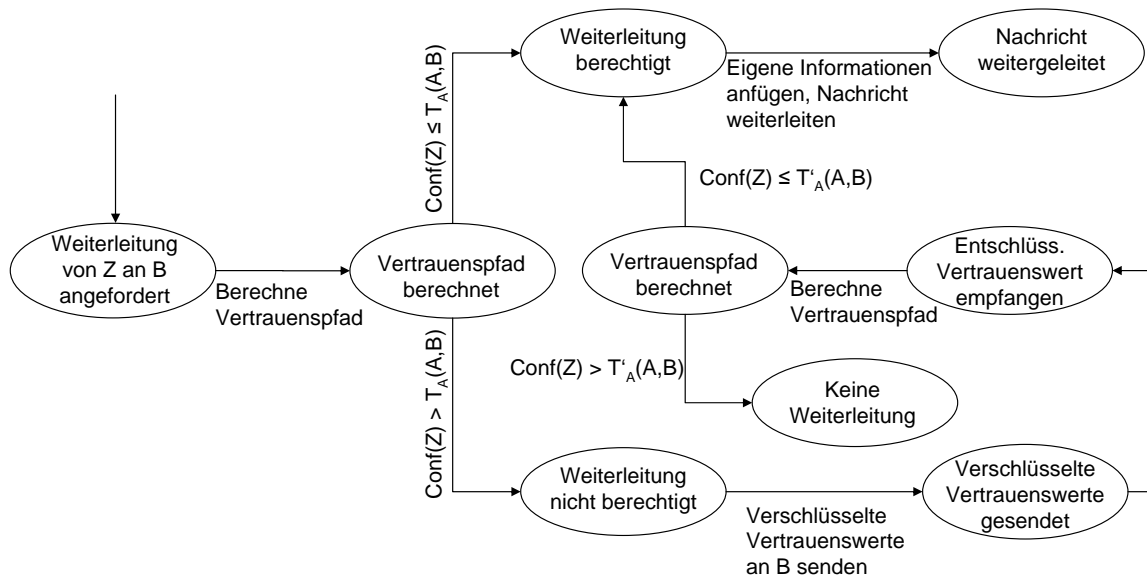 Weiterleitung
berechtigt
Nachricht
weitergeleitet
Eigene Informationen
anfügen, Nachricht
weiterleiten
Conf(Z) ≤ T_A(A,B)
Conf(Z) ≤ T‘_A(A,B)
Weiterleitung
von Z an B
angefordert
Berechne
Vertrauenspfad
Vertrauenspfad
berechnet
Vertrauenspfad
berechnet
Berechne
Vertrauenspfad
Entschlüss.
Vertrauenswert
empfangen
Conf(Z) > T_A(A,B)
Conf(Z) > T‘_A(A,B)
Keine
Weiterleitung
Weiterleitung
nicht berechtigt
Verschlüsselte
Vertrauenswerte
an B senden
Verschlüsselte
Vertrauenswerte
gesendet